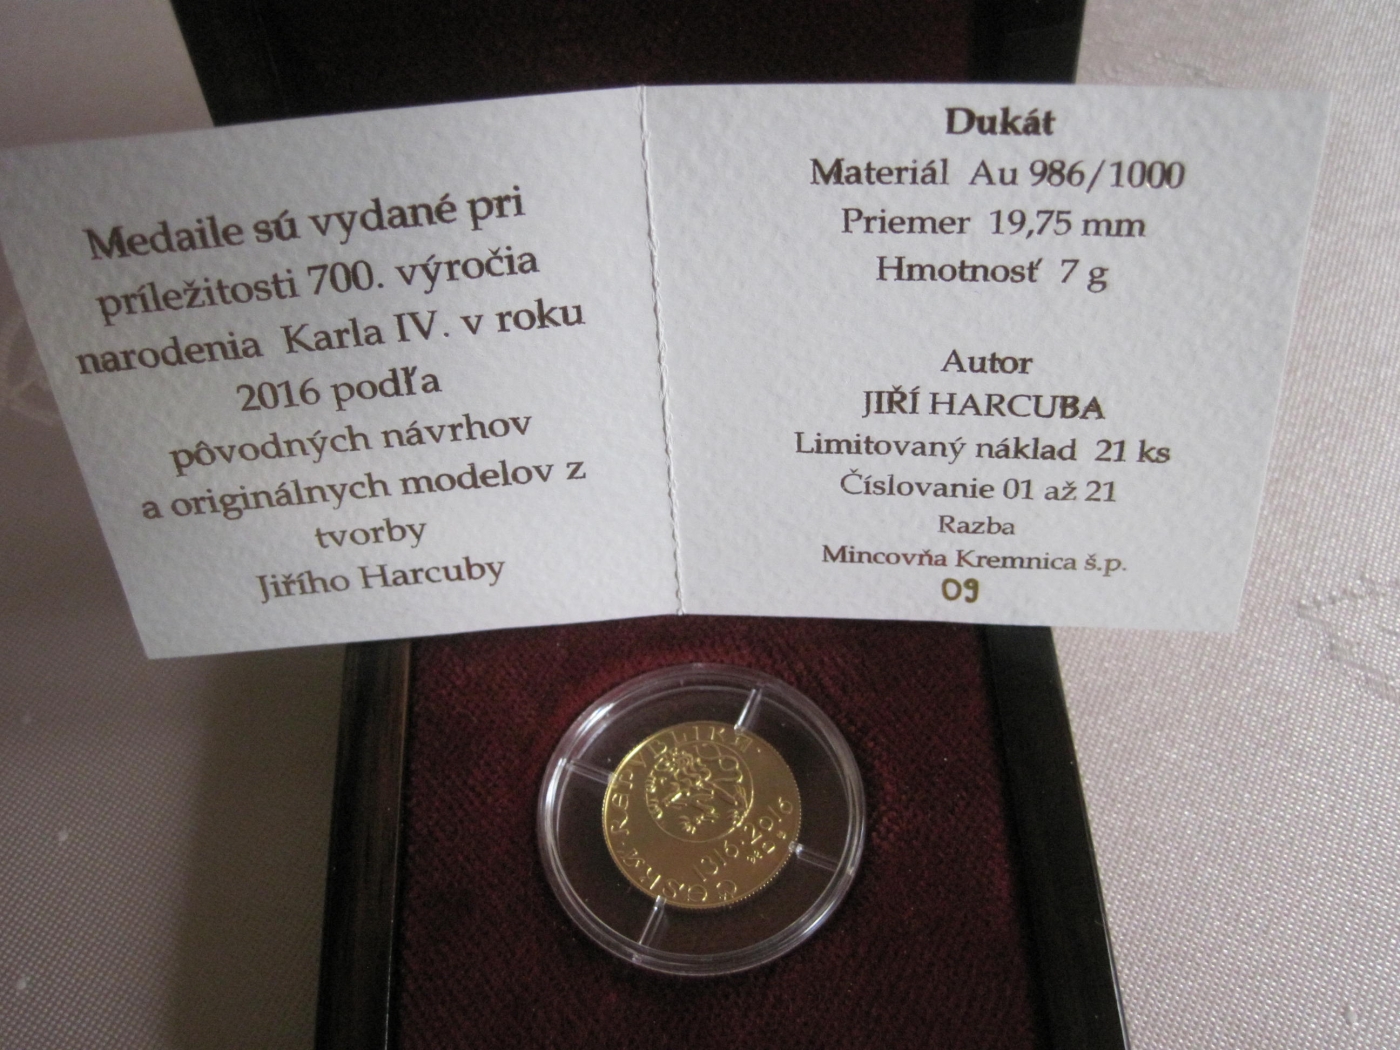 Medaile sú vydané pri
príležitosti 700. výročia
narodenia Karla IV. v roku
2016 podľa
pôvodných návrhov
a originálnych modelov z
tvorby
Jiřího Harcuby
Dukát
Materiál Au 986/1000
Priemer 19,75 mm
Hmotnosť 7 g
Autor
JIŘÍ HARCUBA
Limitovaný náklad 21 ks
Číslovanie 01 až 21
Razba
Mincovňa Kremnica š.p.
09
1316.2016